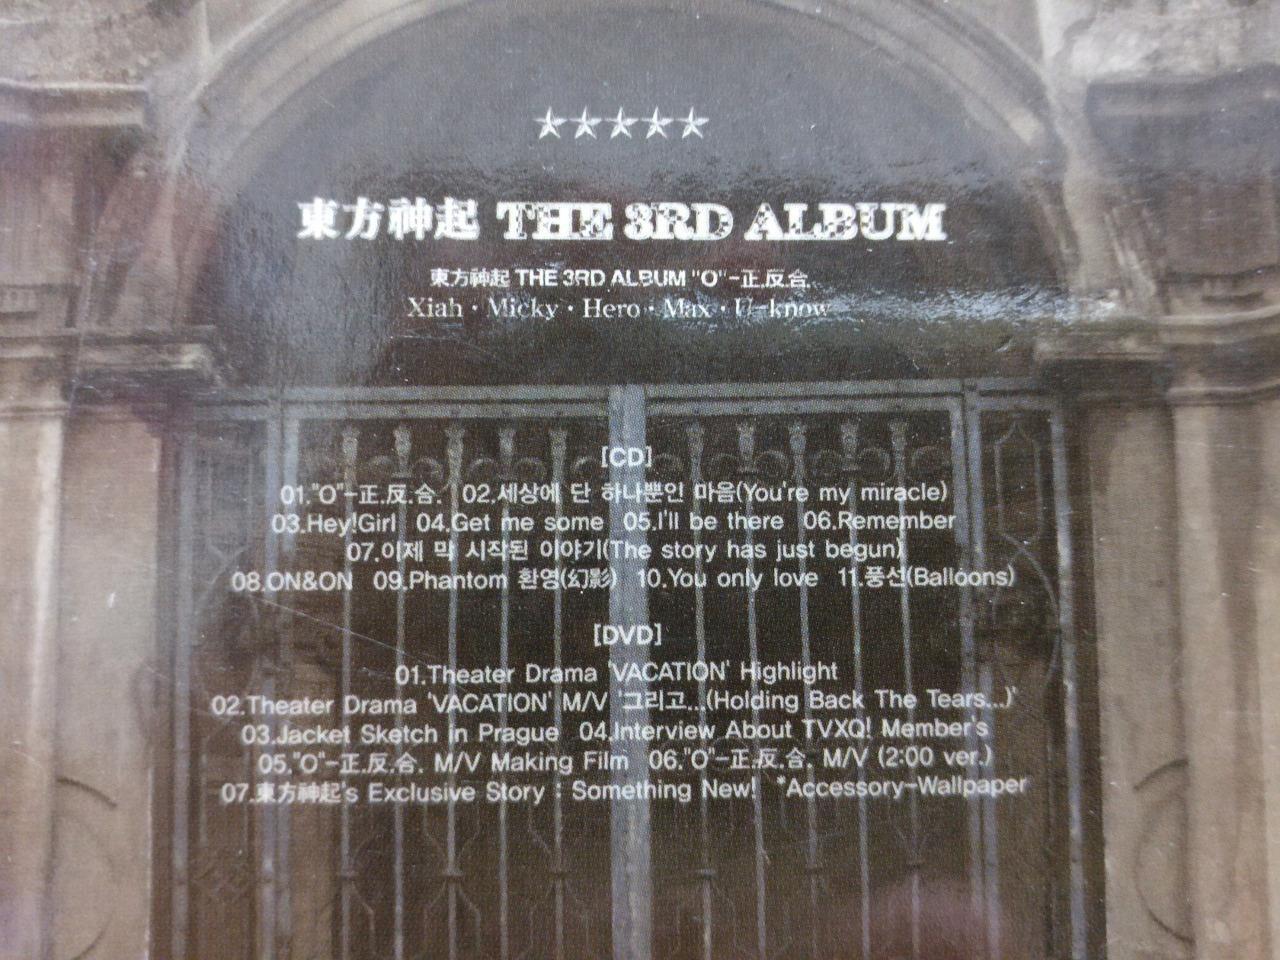 東方神起 THE 3RD ALBUM
東方神起 THE 3RD ALBUM "O"-正.反.合.
Xiah · Micky · Hero · Max · U-know
[CD]
01."O"-正.反.合. 02.세상에 단 하나뿐인 마음(You're my miracle)
03.Hey!Girl 04.Get me some 05.I'll be there 06.Remember
07.이제 막 시작된 이야기(The story has just begun)
08.ON&ON 09.Phantom 환영(幻影) 10.You only love 11.풍선(Balloons)
[DVD]
01.Theater Drama 'VACATION' Highlight
02.Theater Drama 'VACATION' M/V '그리고...(Holding Back The Tears...)'
03.Jacket Sketch in Prague 04.Interview About TVXQ! Member's
05."O"-正.反.合. M/V Making Film 06."O"-正.反.合. M/V (2:00 ver.)
07.東方神起's Exclusive Story : Something New! *Accessory-Wallpaper